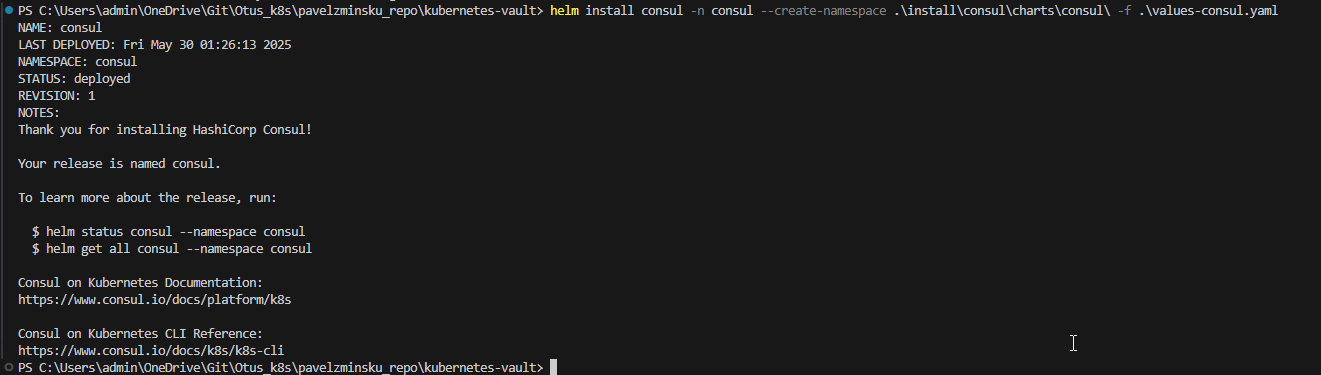 PS C:\Users\admin\OneDrive\Git\Otus_k8s\pavelzminsku_repo\kubernetes-vault> helm install consul -n consul --create-namespace .\install\consul\charts\consul\ -f .\values-consul.yaml
NAME: consul
LAST DEPLOYED: Fri May 30 01:26:13 2025
NAMESPACE: consul
STATUS: deployed
REVISION: 1
NOTES:
Thank you for installing HashiCorp Consul!
Your release is named consul.
To learn more about the release, run:
$ helm status consul --namespace consul
$ helm get all consul --namespace consul
Consul on Kubernetes Documentation:
https://www.consul.io/docs/platform/k8s
Consul on Kubernetes CLI Reference:
https://www.consul.io/docs/k8s/k8s-cli
PS C:\Users\admin\OneDrive\Git\Otus_k8s\pavelzminsku_repo\kubernetes-vault>